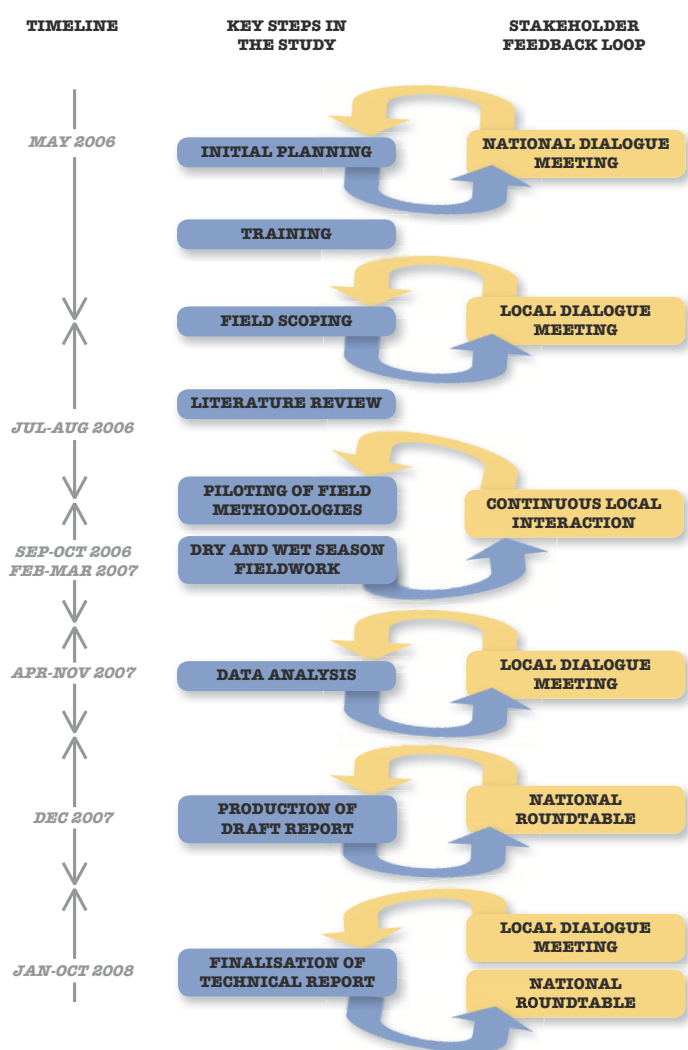 TIMELINE
KEY STEPS IN
THE STUDY
STAKEHOLDER
FEEDBACK LOOP
MAY 2006
INITIAL PLANNING
NATIONAL DIALOGUE
MEETING
TRAINING
FIELD SCOPING
LOCAL DIALOGUE
MEETING
LITERATURE REVIEW
JUL-AUG 2006
PILOTING OF FIELD
METHODOLOGIES
CONTINUOUS LOCAL
INTERACTION
SEP-OCT 2006
FEB-MAR 2007
DRY AND WET SEASON
FIELDWORK
APR-NOV 2007
DATA ANALYSIS
LOCAL DIALOGUE
MEETING
DEC 2007
PRODUCTION OF
DRAFT REPORT
NATIONAL
ROUNDTABLE
JAN-OCT 2008
FINALISATION OF
TECHNICAL REPORT
LOCAL DIALOGUE
MEETING
NATIONAL
ROUNDTABLE